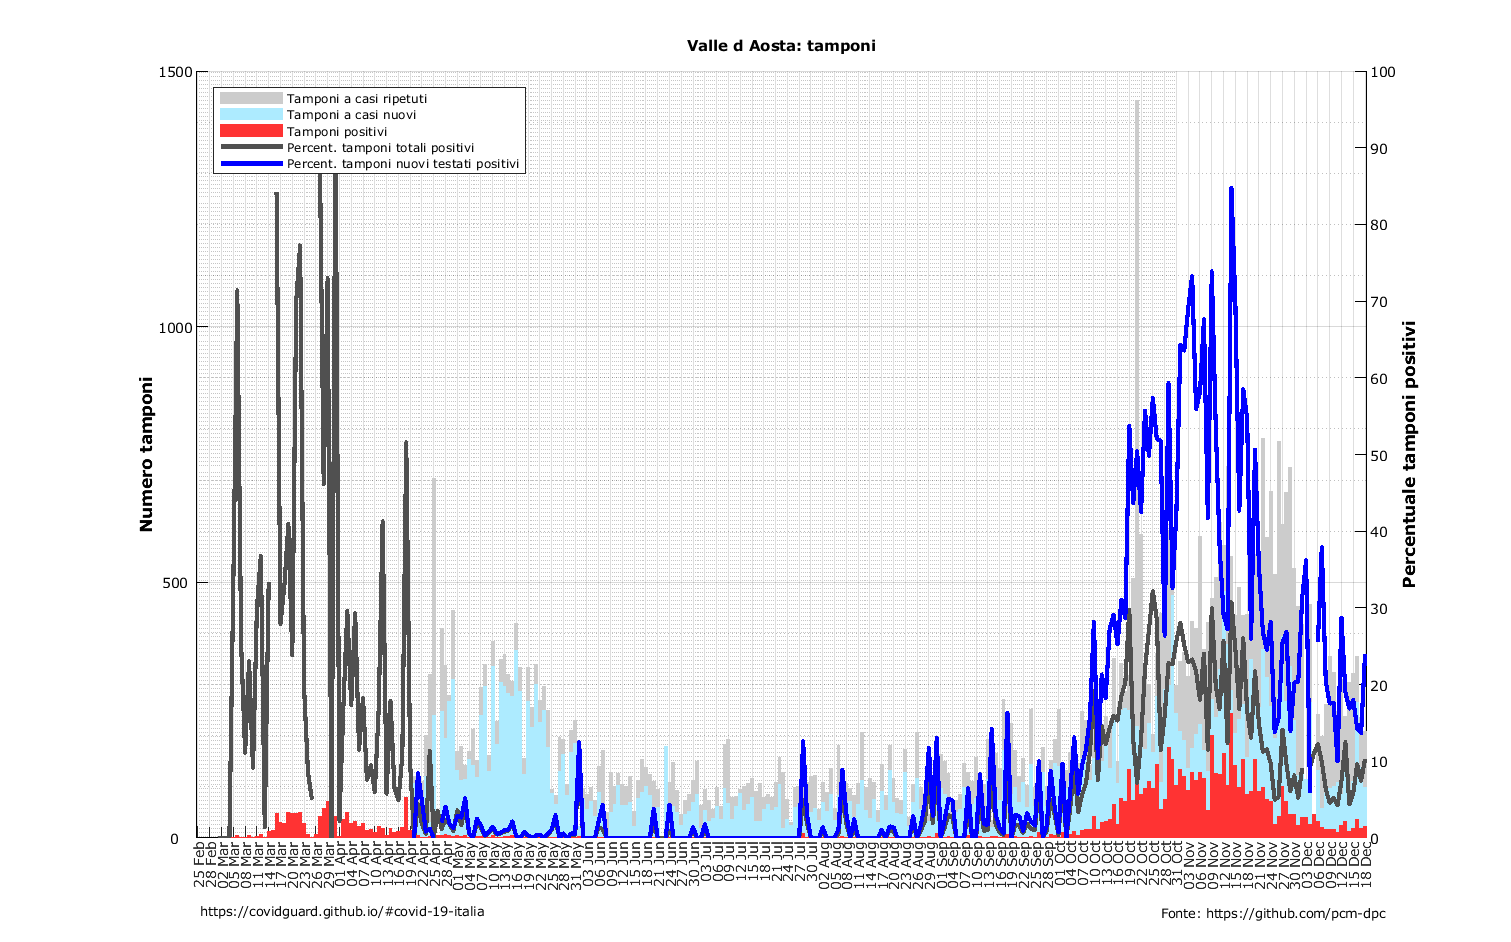 Valle d Aosta: tamponi
1500
1000
500
0
Numero tamponi
Tamponi a casi ripetuti
Tamponi a casi nuovi
Tamponi positivi
Percent. tamponi totali positivi
Percent. tamponi nuovi testati positivi
100
90
80
70
60
50
40
30
20
10
0
Percentuale tamponi positivi
25 Feb
28 Feb
02 Mar
05 Mar
08 Mar
11 Mar
14 Mar
17 Mar
20 Mar
23 Mar
26 Mar
29 Mar
01 Apr
04 Apr
07 Apr
10 Apr
13 Apr
16 Apr
19 Apr
22 Apr
25 Apr
28 Apr
01 May
04 May
07 May
10 May
13 May
16 May
19 May
22 May
25 May
28 May
31 May
03 Jun
06 Jun
09 Jun
12 Jun
15 Jun
18 Jun
21 Jun
24 Jun
27 Jun
30 Jun
03 Jul
06 Jul
09 Jul
12 Jul
15 Jul
18 Jul
21 Jul
24 Jul
27 Jul
30 Jul
02 Aug
05 Aug
08 Aug
11 Aug
14 Aug
17 Aug
20 Aug
23 Aug
26 Aug
29 Aug
01 Sep
04 Sep
07 Sep
10 Sep
13 Sep
16 Sep
19 Sep
22 Sep
25 Sep
28 Sep
01 Oct
04 Oct
07 Oct
10 Oct
13 Oct
16 Oct
19 Oct
22 Oct
25 Oct
28 Oct
31 Oct
03 Nov
06 Nov
09 Nov
12 Nov
15 Nov
18 Nov
21 Nov
24 Nov
27 Nov
30 Nov
03 Dec
06 Dec
09 Dec
12 Dec
15 Dec
18 Dec
https://covidguard.github.io/#covid-19-italia
Fonte: https://github.com/pcm-dpc